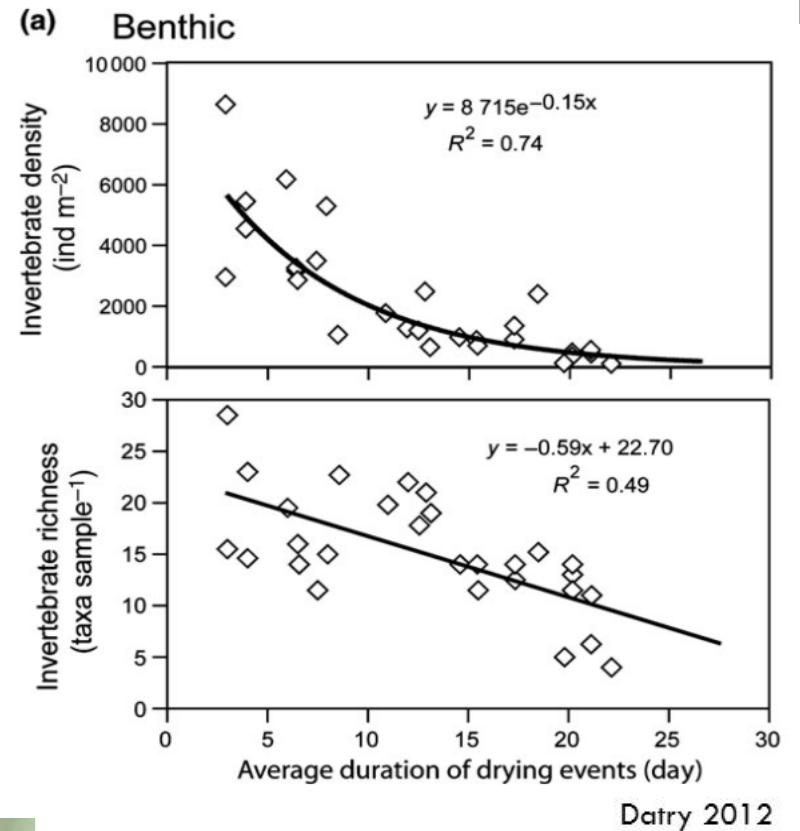 (a) Benthic
10 000
8000
6000
4000
2000
0
Invertebrate density
(ind m⁻²)
y = 8 715e⁻⁰·¹⁵ˣ
R² = 0.74
30
25
20
15
10
5
0
Invertebrate richness
(taxa sample⁻¹)
y = −0.59x + 22.70
R² = 0.49
0 5 10 15 20 25 30
Average duration of drying events (day)
Datry 2012